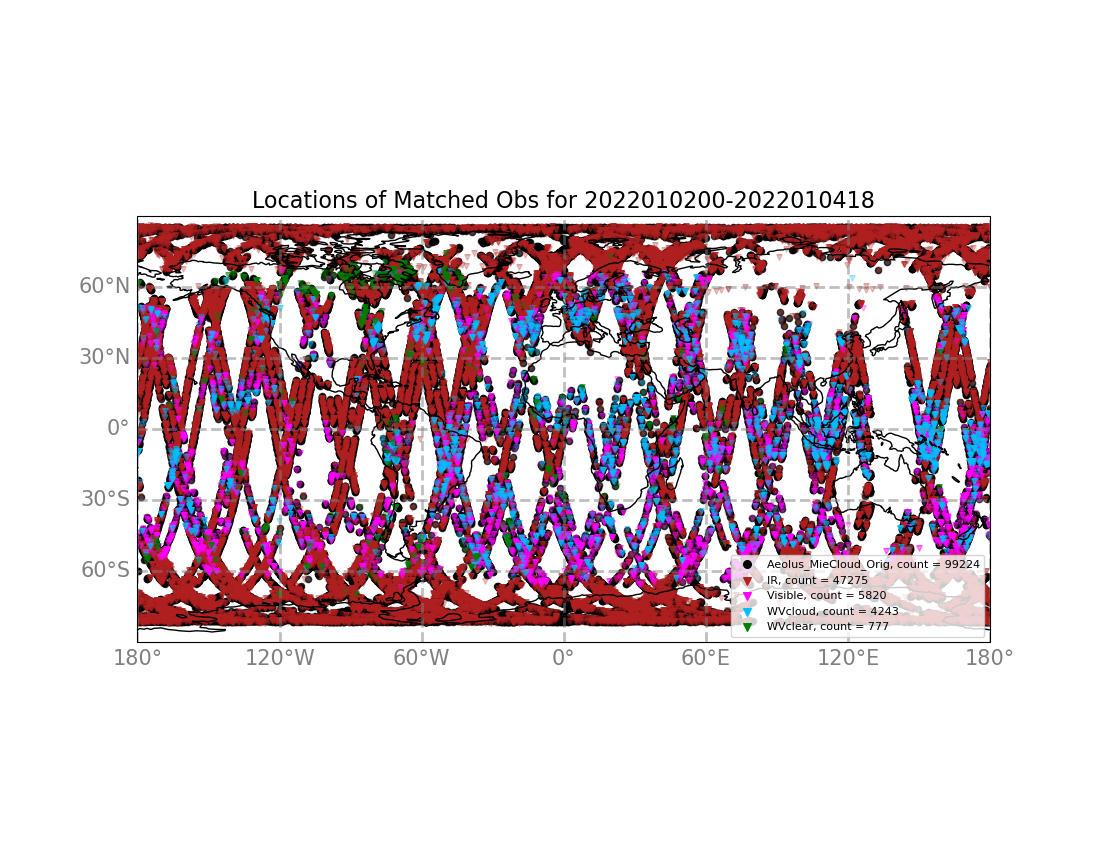 Locations of Matched Obs for 2022010200-2022010418
60°N
30°N
0°
30°S
60°S
Aeolus_MieCloud_Orig, count = 99224
IR, count = 47275
Visible, count = 5820
WVcloud, count = 4243
WVclear, count = 777
180° 120°W 60°W 0° 60°E 120°E 180°